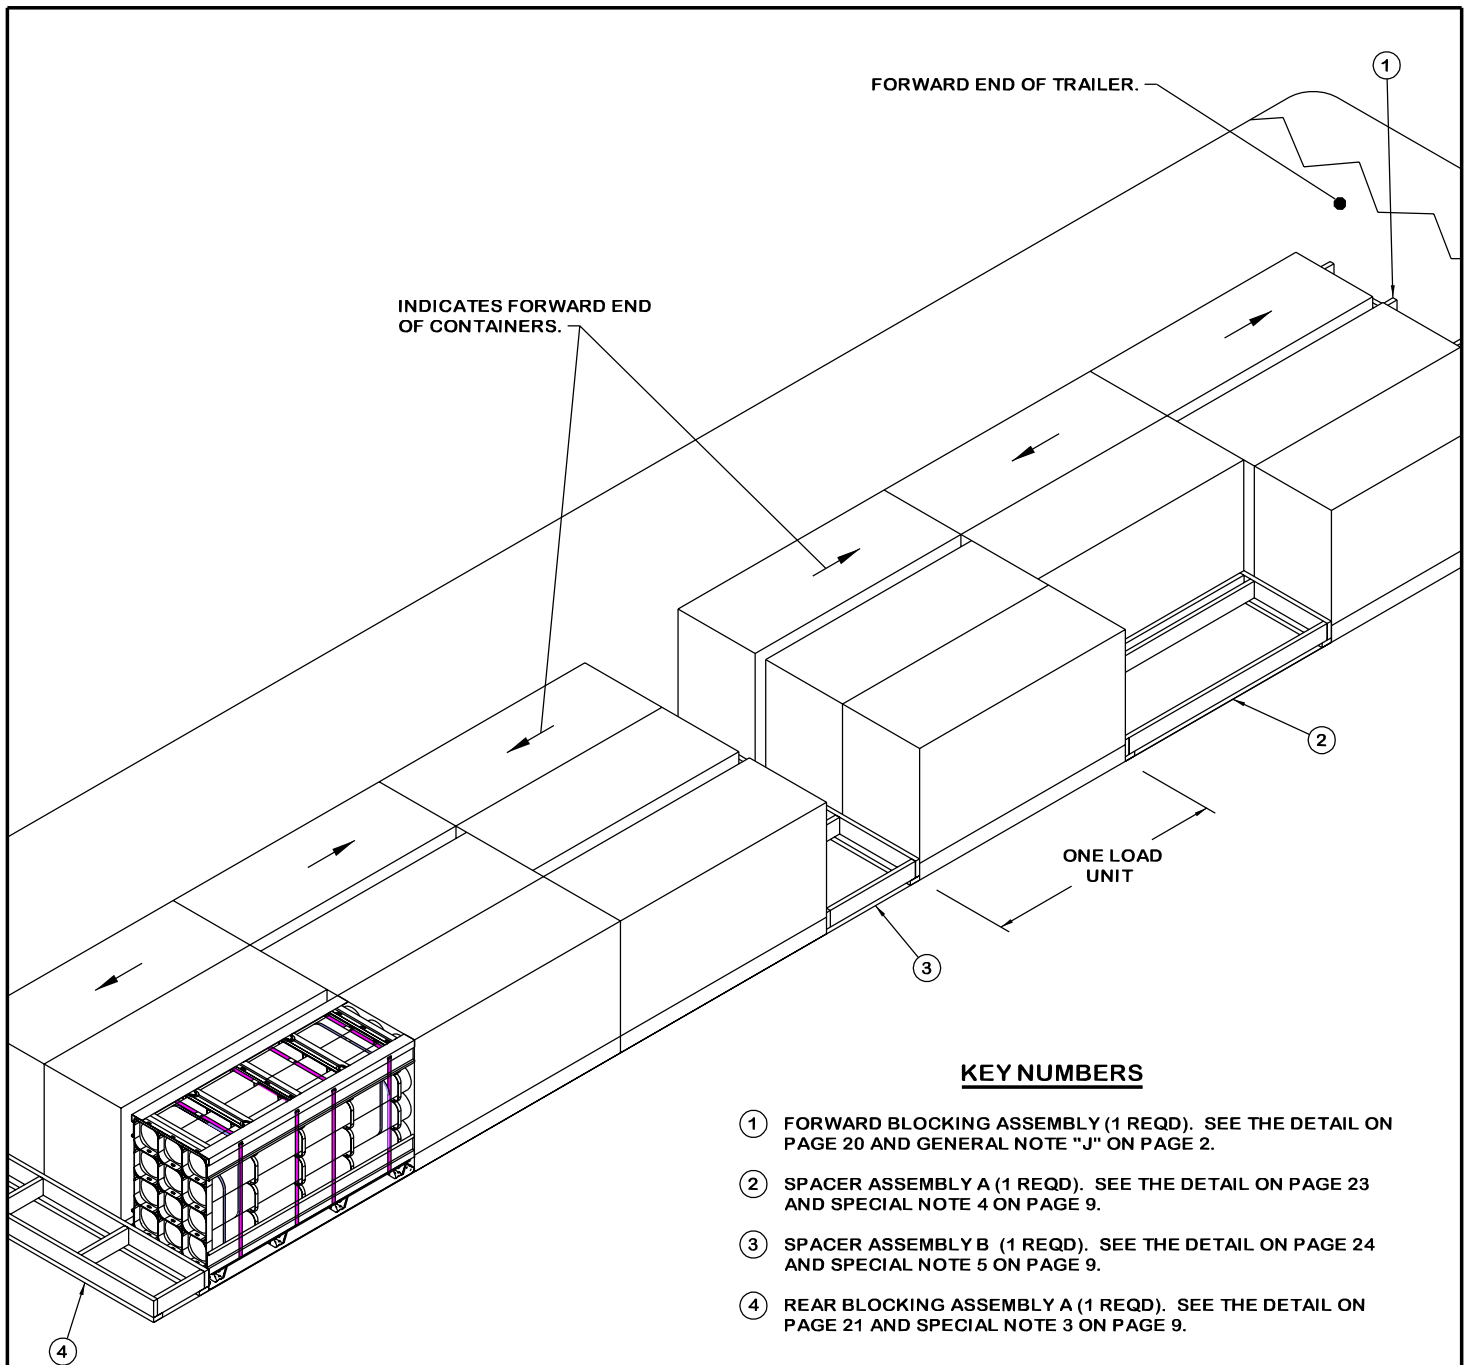 1
FORWARD END OF TRAILER.
INDICATES FORWARD END
OF CONTAINERS.
2
ONE LOAD
UNIT
3
KEY NUMBERS
1 FORWARD BLOCKING ASSEMBLY (1 REQD). SEE THE DETAIL ON
PAGE 20 AND GENERAL NOTE "J" ON PAGE 2.
2 SPACER ASSEMBLY A (1 REQD). SEE THE DETAIL ON PAGE 23
AND SPECIAL NOTE 4 ON PAGE 9.
3 SPACER ASSEMBLY B (1 REQD). SEE THE DETAIL ON PAGE 24
AND SPECIAL NOTE 5 ON PAGE 9.
4 REAR BLOCKING ASSEMBLY A (1 REQD). SEE THE DETAIL ON
PAGE 21 AND SPECIAL NOTE 3 ON PAGE 9.
4